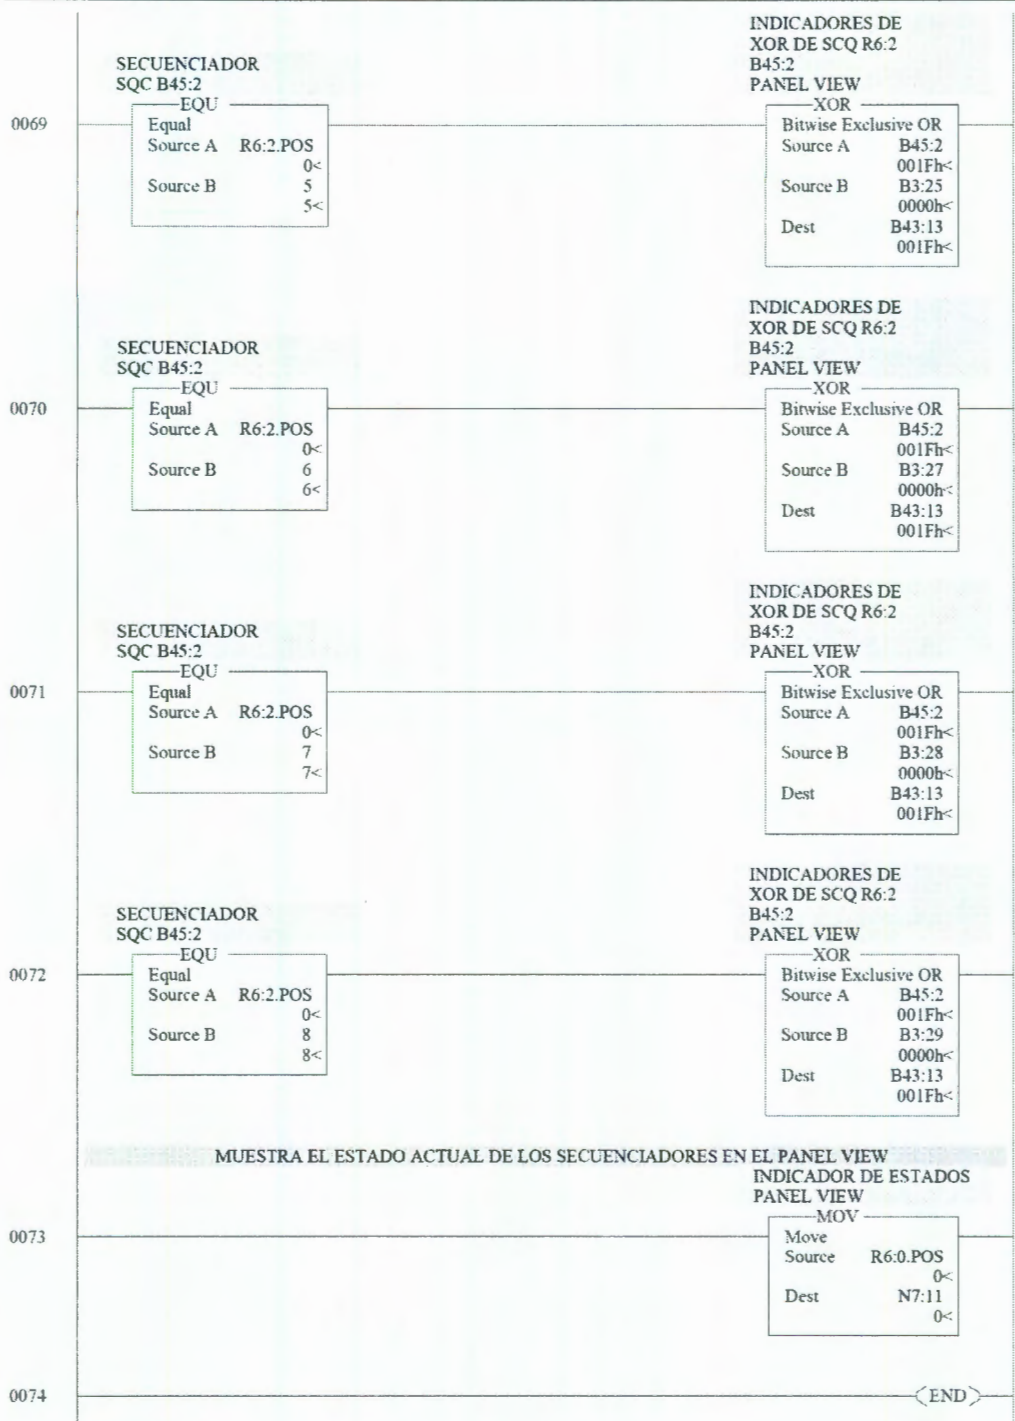 INDICADORES DE
XOR DE SCQ R6:2
B45:2
PANEL VIEW
SECUENCIADOR
SQC B45:2
0069
EQU
Equal
Source A R6:2.POS
0<
Source B 5
5<
XOR
Bitwise Exclusive OR
Source A B45:2
001Fh<
Source B B3:25
0000h<
Dest B43:13
001Fh<
INDICADORES DE
XOR DE SCQ R6:2
B45:2
PANEL VIEW
SECUENCIADOR
SQC B45:2
0070
EQU
Equal
Source A R6:2.POS
0<
Source B 6
6<
XOR
Bitwise Exclusive OR
Source A B45:2
001Fh<
Source B B3:27
0000h<
Dest B43:13
001Fh<
INDICADORES DE
XOR DE SCQ R6:2
B45:2
PANEL VIEW
SECUENCIADOR
SQC B45:2
0071
EQU
Equal
Source A R6:2.POS
0<
Source B 7
7<
XOR
Bitwise Exclusive OR
Source A B45:2
001Fh<
Source B B3:28
0000h<
Dest B43:13
001Fh<
INDICADORES DE
XOR DE SCQ R6:2
B45:2
PANEL VIEW
SECUENCIADOR
SQC B45:2
0072
EQU
Equal
Source A R6:2.POS
0<
Source B 8
8<
XOR
Bitwise Exclusive OR
Source A B45:2
001Fh<
Source B B3:29
0000h<
Dest B43:13
001Fh<
MUESTRA EL ESTADO ACTUAL DE LOS SECUENCIADORES EN EL PANEL VIEW
INDICADOR DE ESTADOS
PANEL VIEW
0073
MOV
Move
Source R6:0.POS
0<
Dest N7:11
0<
0074
END